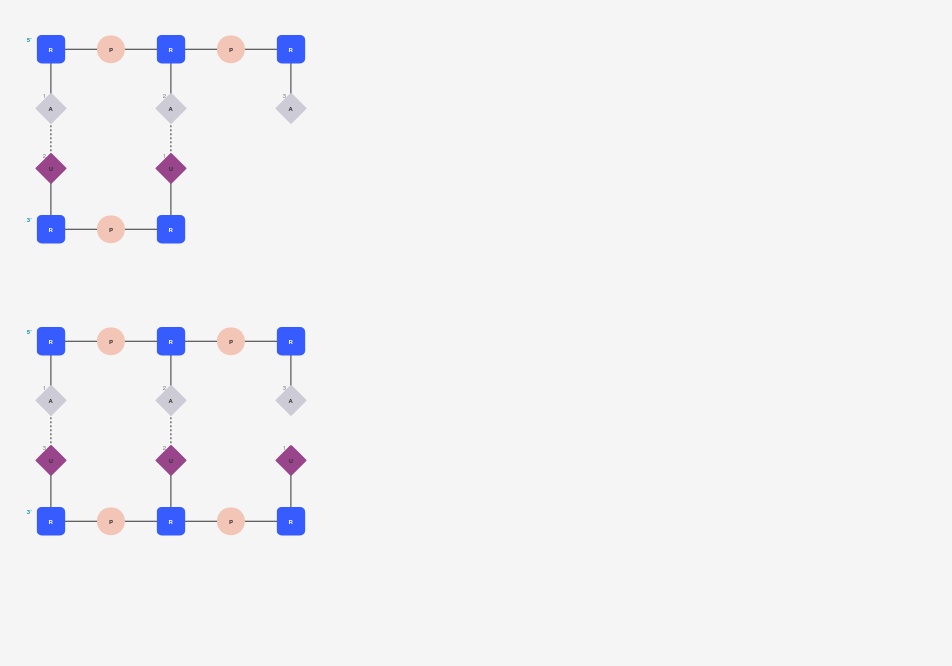 5' R P R P R
1 2 3
A A A
2 1
U U
3' R P R
5' R P R P R
1 2 3
A A A
3 2 1
U U U
3' R P R P R